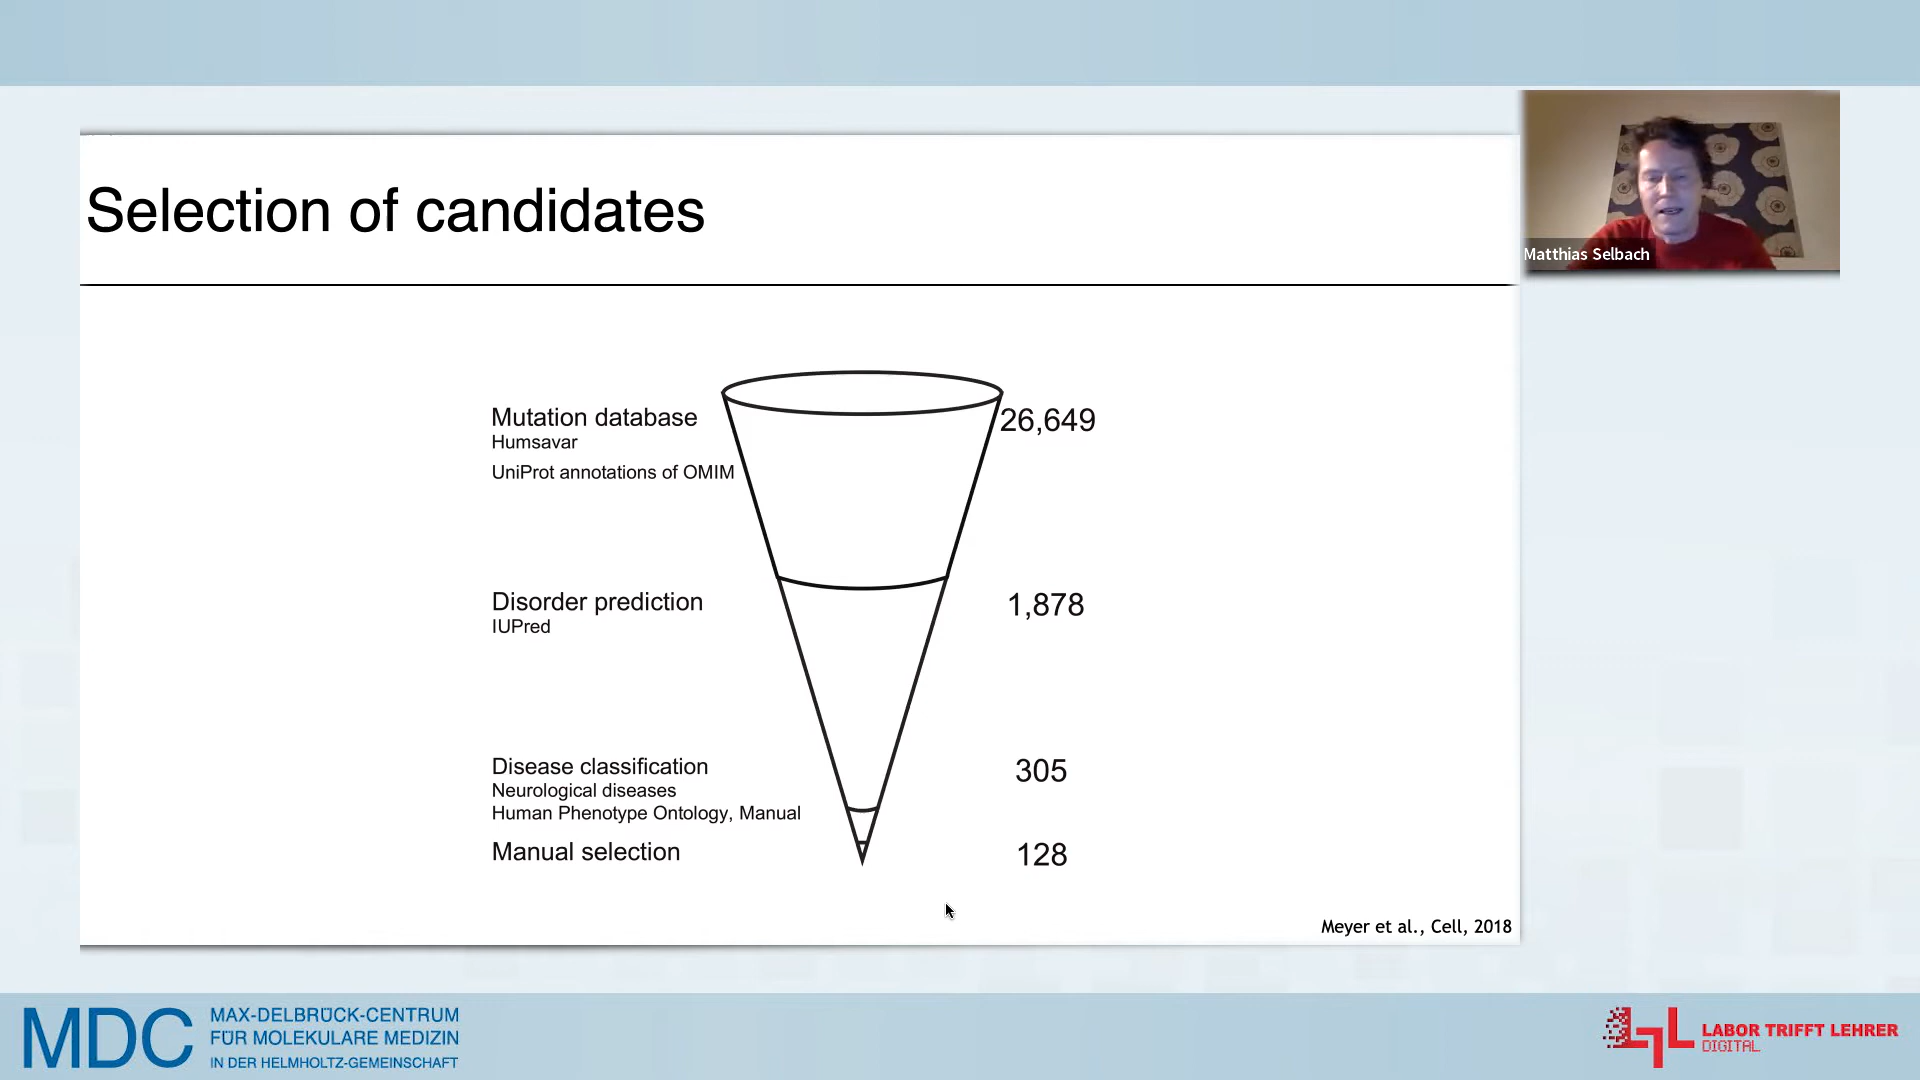 Selection of candidates
Matthias Selbach
Mutation database
Humsavar
UniProt annotations of OMIM
26,649
Disorder prediction
IUPred
1,878
Disease classification
Neurological diseases
Human Phenotype Ontology, Manual
305
Manual selection
128
Meyer et al., Cell, 2018
MDC
MAX-DELBRÜCK-CENTRUM
FÜR MOLEKULARE MEDIZIN
IN DER HELMHOLTZ-GEMEINSCHAFT
LTL
LABOR TRIFFT LEHRER
DIGITAL